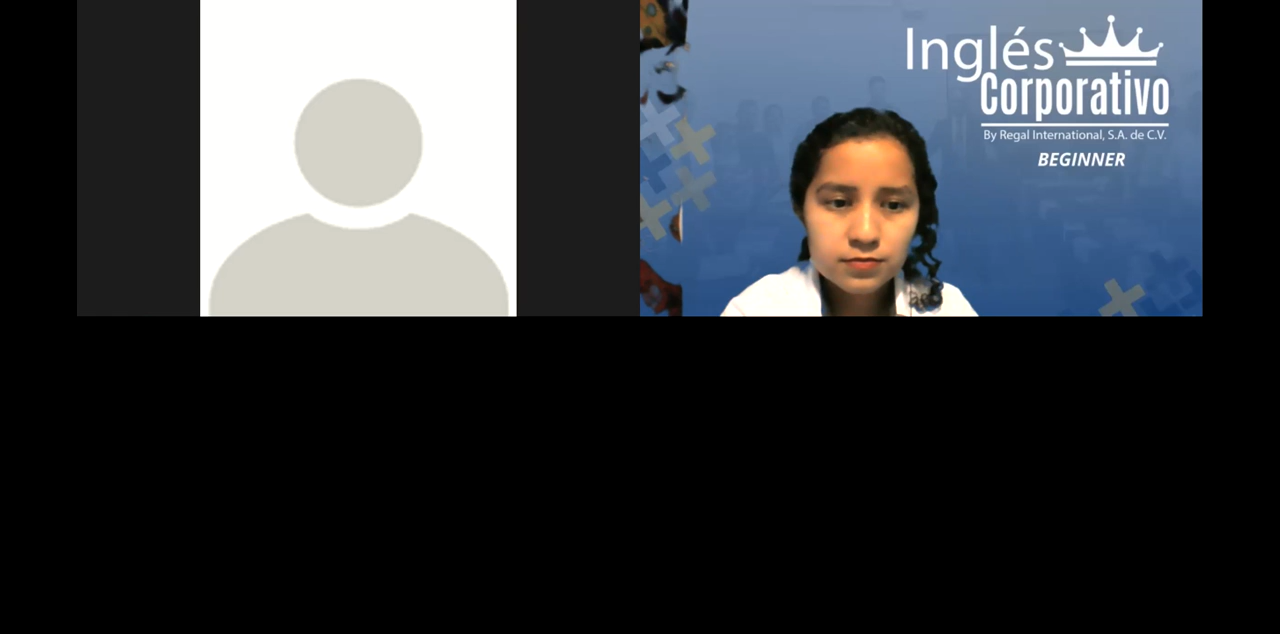 Inglés
Corporativo
By Regal International, S.A. de C.V.
BEGINNER